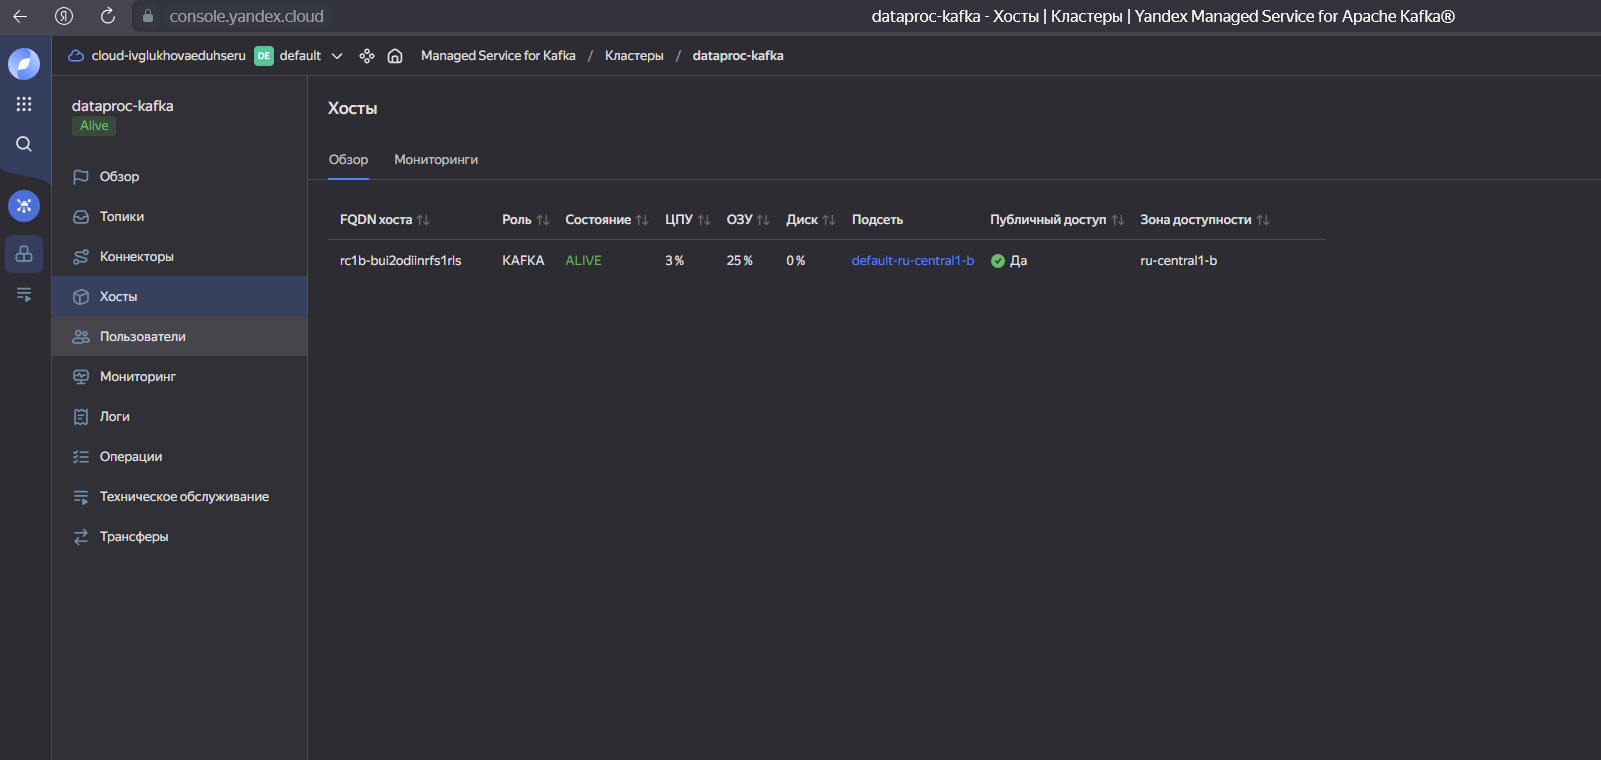 console.yandex.cloud
dataproc-kafka - Хосты | Кластеры | Yandex Managed Service for Apache Kafka®
cloud-ivglukhovaeduhseru DE default Managed Service for Kafka / Кластеры / dataproc-kafka
dataproc-kafka
Alive
Обзор
Топики
Коннекторы
Хосты
Пользователи
Мониторинг
Логи
Операции
Техническое обслуживание
Трансферы
Хосты
Обзор Мониторинги
FQDN хоста Роль Состояние ЦПУ ОЗУ Диск Подсеть Публичный доступ Зона доступности
rc1b-bui2odlinrfs1rls KAFKA ALIVE 3 % 25 % 0 % default-ru-central1-b Да ru-central1-b